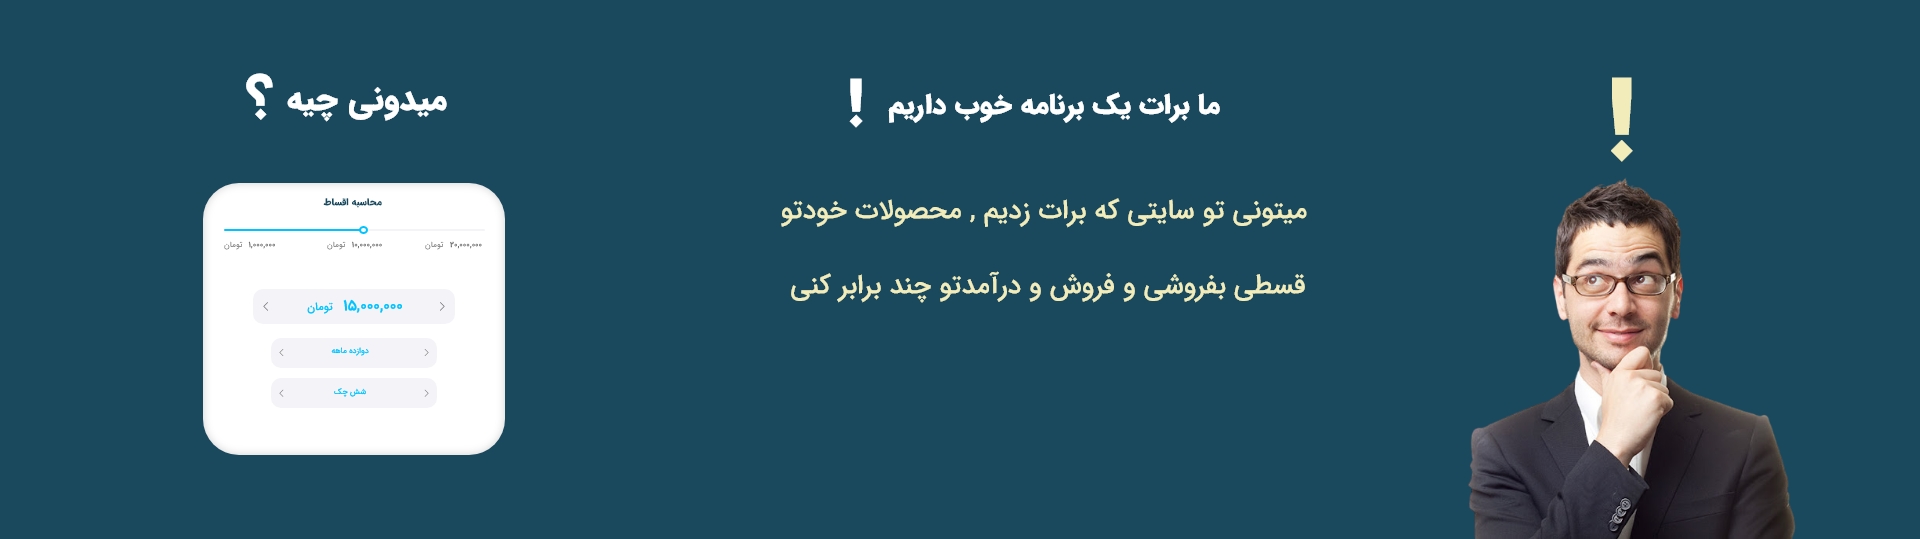 !
ما برات یک برنامه خوب داریم !
میتونی تو سایتی که برات زدیم , محصولات خودتو
قسطی بفروشی و فروش و درآمدتو چند برابر کنی
میدونی چیه ؟
محاسبه اقساط
۲۰,۰۰۰,۰۰۰ تومان
۱۰,۰۰۰,۰۰۰ تومان
۱,۰۰۰,۰۰۰ تومان
۱۵,۰۰۰,۰۰۰ تومان
دوازده ماهه
شش چک